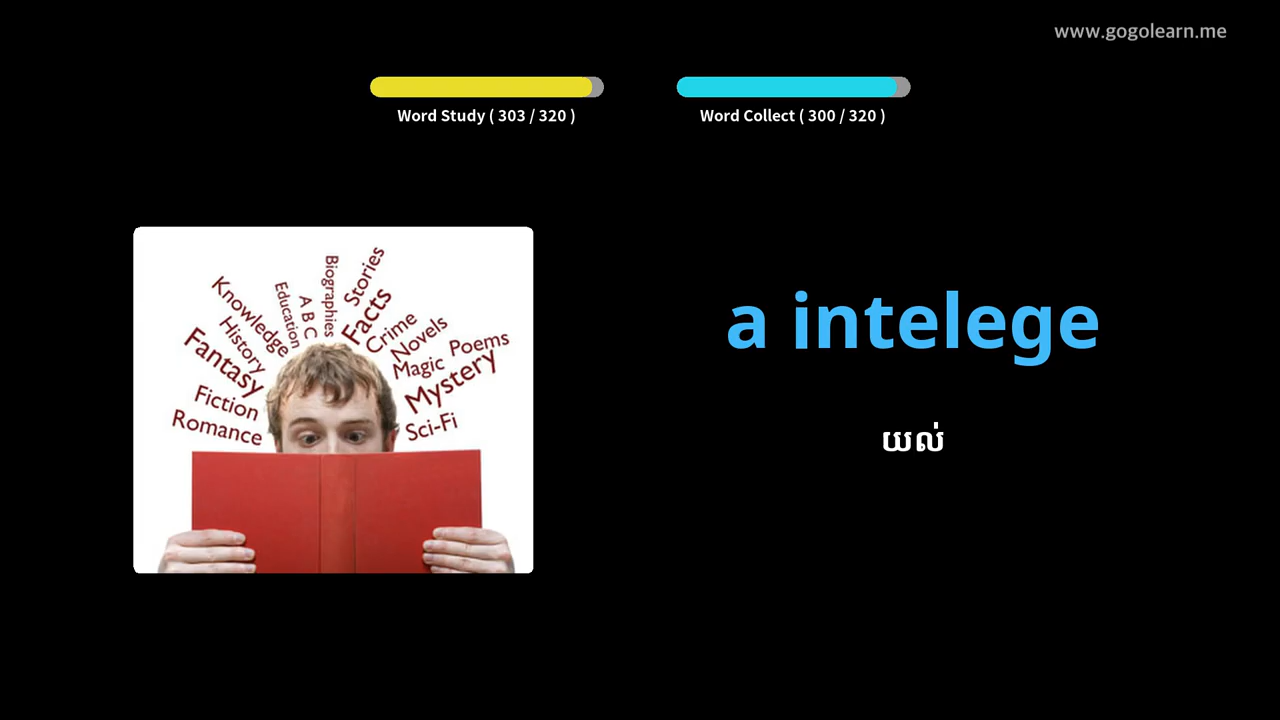 www.gogolearn.me
Word Study ( 303 / 320 )
Word Collect ( 300 / 320 )
Knowledge
Education
A B C
Biographies
Stories
Facts
Crime
Novels
Poems
Magic
Mystery
Sci-Fi
History
Fantasy
Fiction
Romance
a intelege
យល់